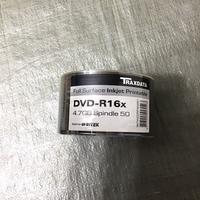 TRAXDATA
Full Surface Inkjet Printable
DVD-R16x
4.7GB Spindle 50
RITEK